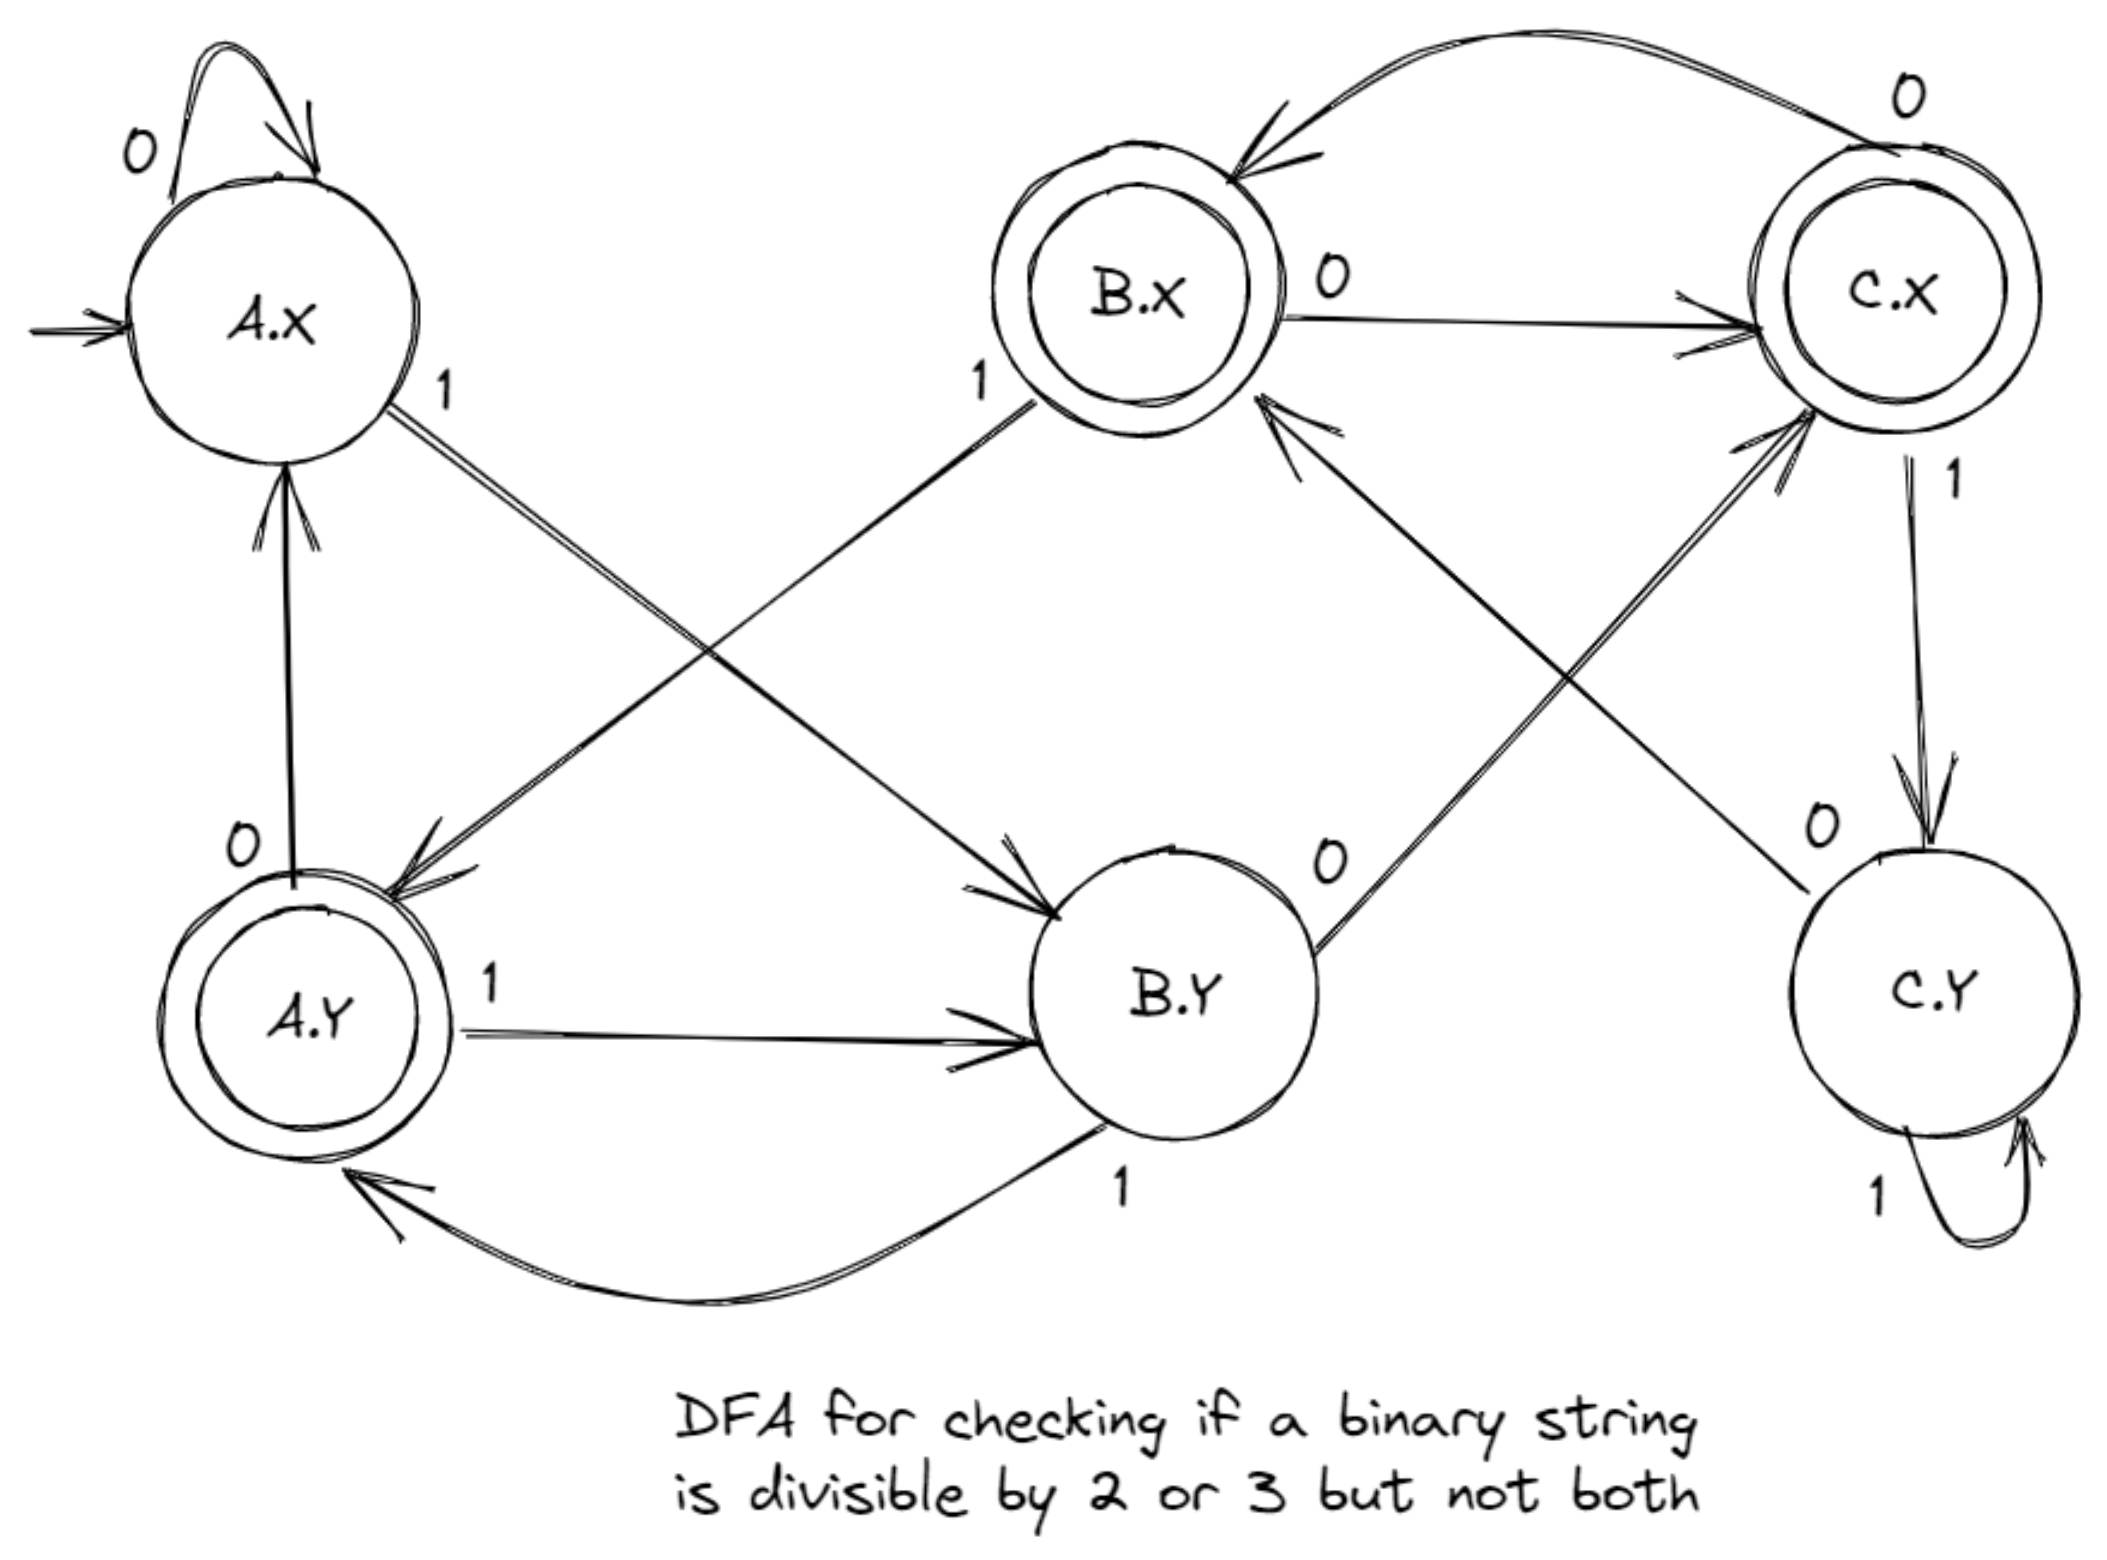 0
0
A.X
B.X
0
C.X
1
1
1
0
0
0
A.Y
1
B.Y
C.Y
1
1
DFA for checking if a binary string
is divisible by 2 or 3 but not both